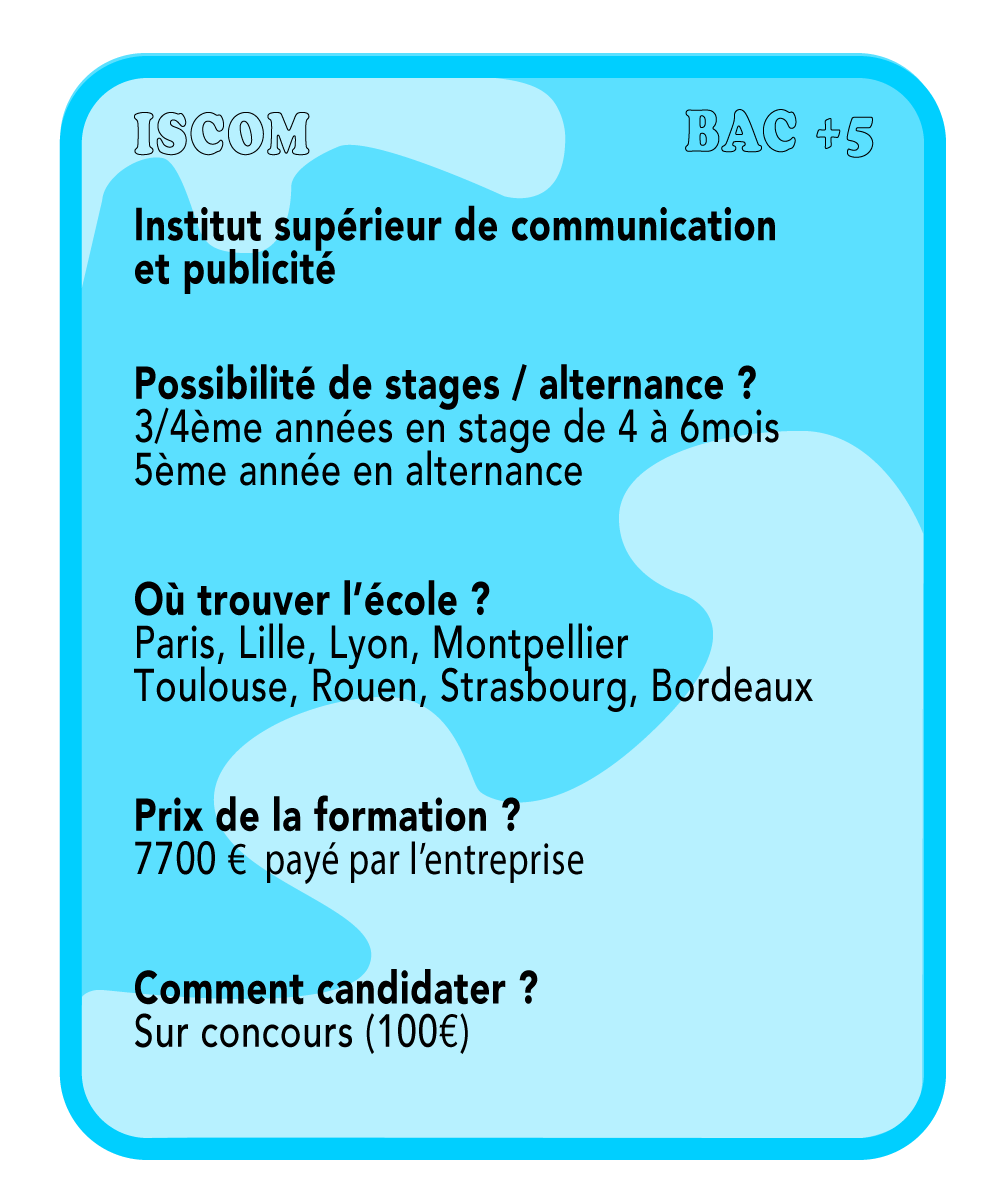 ISCOM BAC +5
Institut supérieur de communication
et publicité
Possibilité de stages / alternance ?
3/4ème années en stage de 4 à 6mois
5ème année en alternance
Où trouver l’école ?
Paris, Lille, Lyon, Montpellier
Toulouse, Rouen, Strasbourg, Bordeaux
Prix de la formation ?
7700 € payé par l’entreprise
Comment candidater ?
Sur concours (100€)